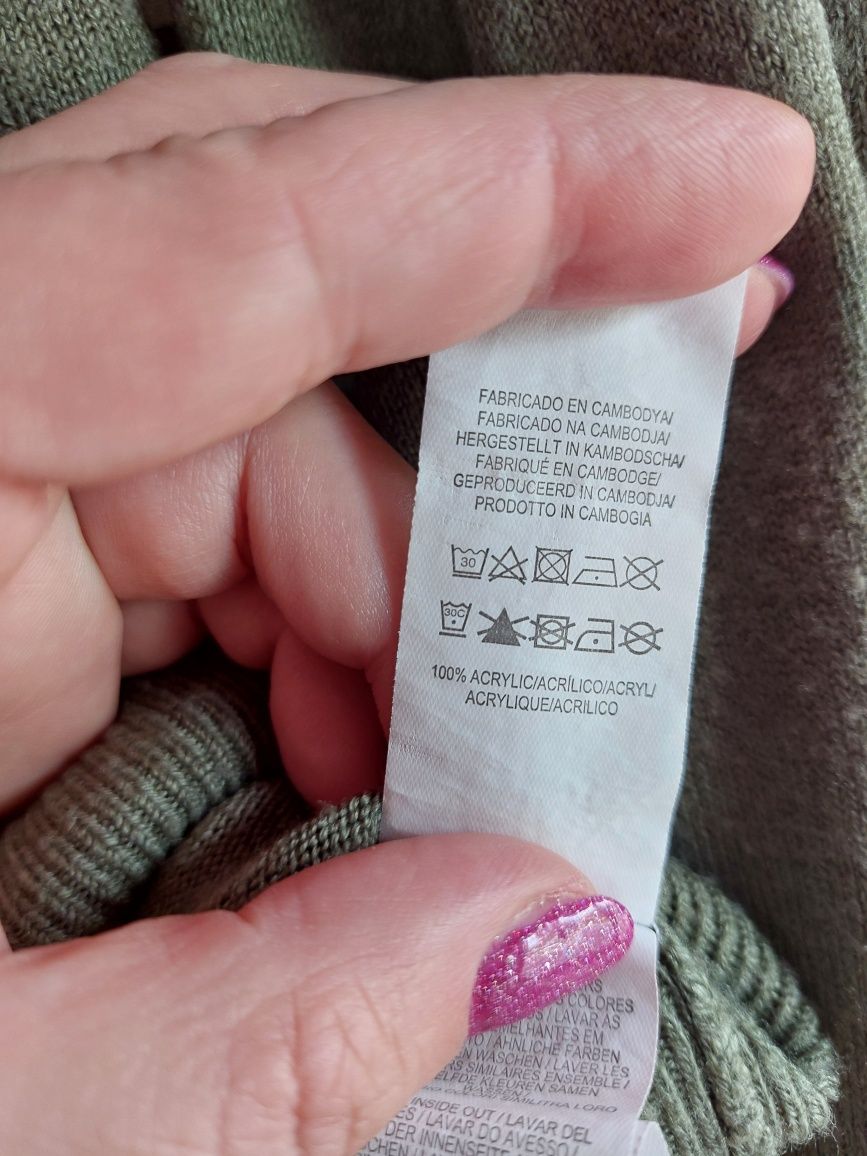 FABRICADO EN CAMBODYA/
FABRICADO NA CAMBODJA/
HERGESTELLT IN KAMBODSCHA/
FABRIQUÉ EN CAMBODGE/
GEPRODUCEERD IN CAMBODJA/
PRODOTTO IN CAMBOGIA
30
30C
100% ACRYLIC/ACRÍLICO/ACRYL/
ACRYLIQUE/ACRILICO
COLORES
/ LAVAR AS
EM
/ ÄHNLICHE FARBEN
WASCHEN / LAVER LES
SIMILAIRES ENSEMBLE /
KLEUREN SAMEN
LORO
INSIDE OUT / LAVAR DEL
/ LAVAR DO AVESSO /
DER INNENSEITE